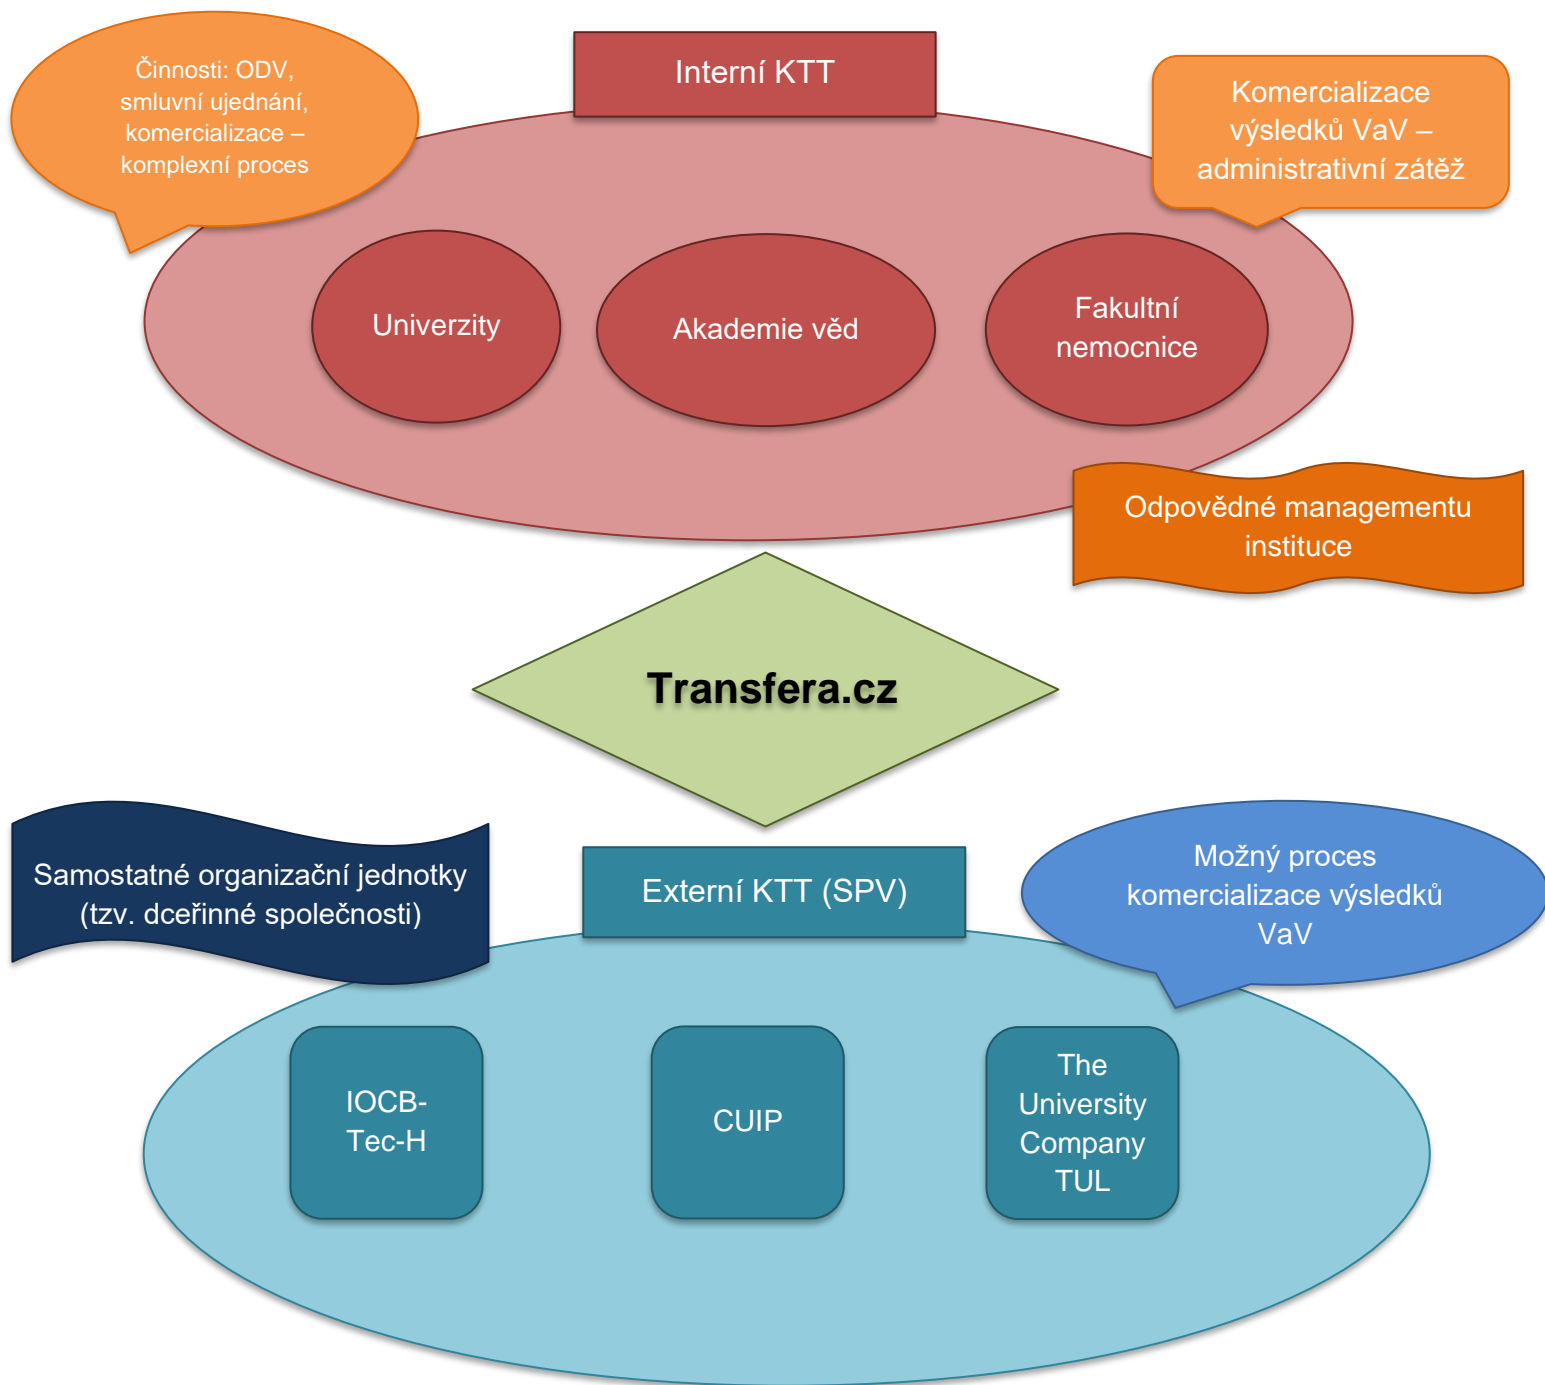 Činnosti: ODV,
smluvní ujednání,
komercializace –
komplexní proces
Interní KTT
Komercializace
výsledků VaV –
administrativní zátěž
Univerzity
Akademie věd
Fakultní
nemocnice
Odpovědné managementu
instituce
Transfera.cz
Samostatné organizační jednotky
(tzv. dceřinné společnosti)
Externí KTT (SPV)
Možný proces
komercializace výsledků
VaV
IOCB-
Tec-H
CUIP
The
University
Company
TUL